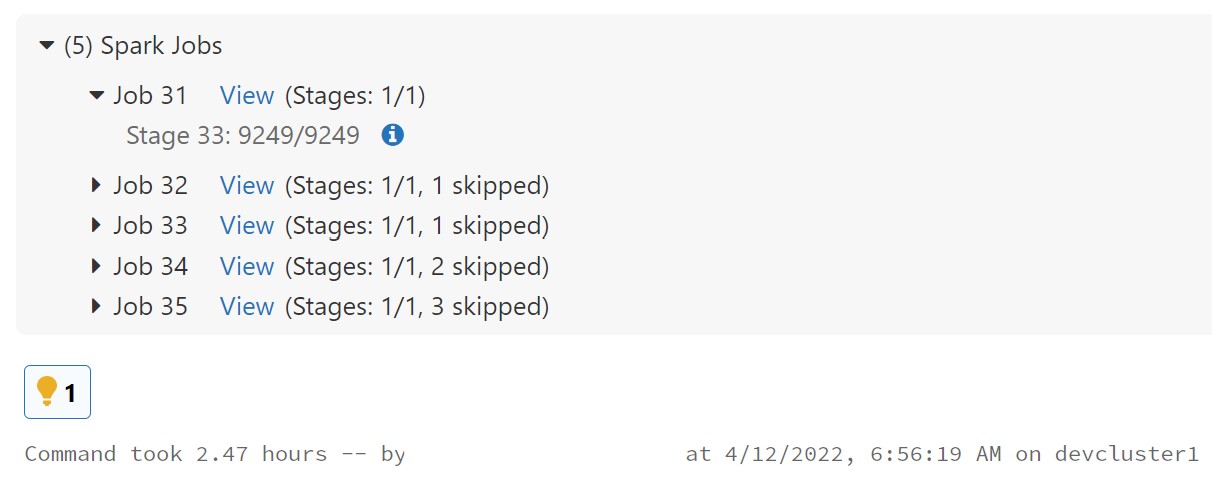 (5) Spark Jobs
Job 31 View (Stages: 1/1)
Stage 33: 9249/9249
Job 32 View (Stages: 1/1, 1 skipped)
Job 33 View (Stages: 1/1, 1 skipped)
Job 34 View (Stages: 1/1, 2 skipped)
Job 35 View (Stages: 1/1, 3 skipped)
1
Command took 2.47 hours -- by at 4/12/2022, 6:56:19 AM on devcluster1